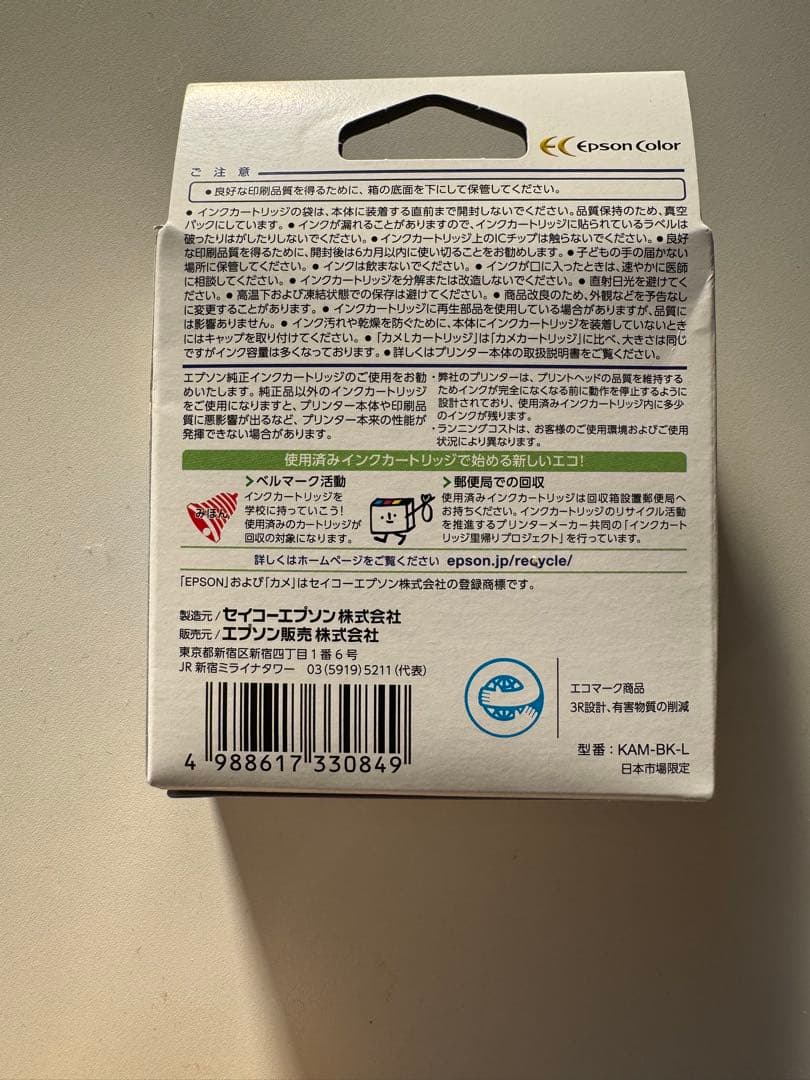 EC Epson Color
ご注意
●良好な印刷品質を得るために、箱の底面を下にして保管してください。
●インクカートリッジの袋は、本体に装着する直前まで開封しないでください。品質保持のため、真空
パックにしています。●インクが漏れることがありますので、インクカートリッジに貼られているラベルは
破ったりはがしたりしないでください。●インクカートリッジ上のICチップは触らないでください。●良好
な印刷品質を得るために、開封後は6カ月以内に使い切ることをお勧めします。●子どもの手の届かない
場所に保管してください。●インクは飲まないでください。●インクが口に入ったときは、速やかに医師
に相談してください。●インクカートリッジを分解または改造しないでください。●直射日光を避けてく
ださい。●高温下および凍結状態での保存は避けてください。●商品改良のため、外観などを予告なし
に変更することがあります。●インクカートリッジに再生部品を使用している場合がありますが、品質に
は影響ありません。●インク汚れや乾燥を防ぐために、本体にインクカートリッジを装着していないとき
にはキャップを取り付けてください。●「カメLカートリッジ」は「カメカートリッジ」に比べ、大きさは同じ
ですがインク容量は多くなっております。●詳しくはプリンター本体の取扱説明書をご覧ください。
エプソン純正インクカートリッジのご使用をお勧
めいたします。純正品以外のインクカートリッジ
をご使用になりますと、プリンター本体や印刷品
質に悪影響が出るなど、プリンター本来の性能が
発揮できない場合があります。
・弊社のプリンターは、プリントヘッドの品質を維持する
ためインクが完全になくなる前に動作を停止するように
設計されており、使用済みインクカートリッジ内に多少
のインクが残ります。
・ランニングコストは、お客様のご使用環境およびご使用
状況により異なります。
使用済みインクカートリッジで始める新しいエコ!
ベルマーク活動
みほん
インクカートリッジを
学校に持っていこう!
使用済みのカートリッジが
回収の対象になります。
郵便局での回収
使用済みインクカートリッジは回収箱設置郵便局へ
お持ちください。インクカートリッジのリサイクル活動
を推進するプリンターメーカー共同の「インクカート
リッジ里帰りプロジェクト」を行っています。
詳しくはホームページをご覧ください epson.jp/recycle/
「EPSON」および「カメ」はセイコーエプソン株式会社の登録商標です。
製造元/セイコーエプソン株式会社
販売元/エプソン販売株式会社
東京都新宿区新宿四丁目1番6号
JR新宿ミライナタワー 03(5919)5211(代表)
4 988617 330849
エコマーク商品
3R設計、有害物質の削減
型番:KAM-BK-L
日本市場限定